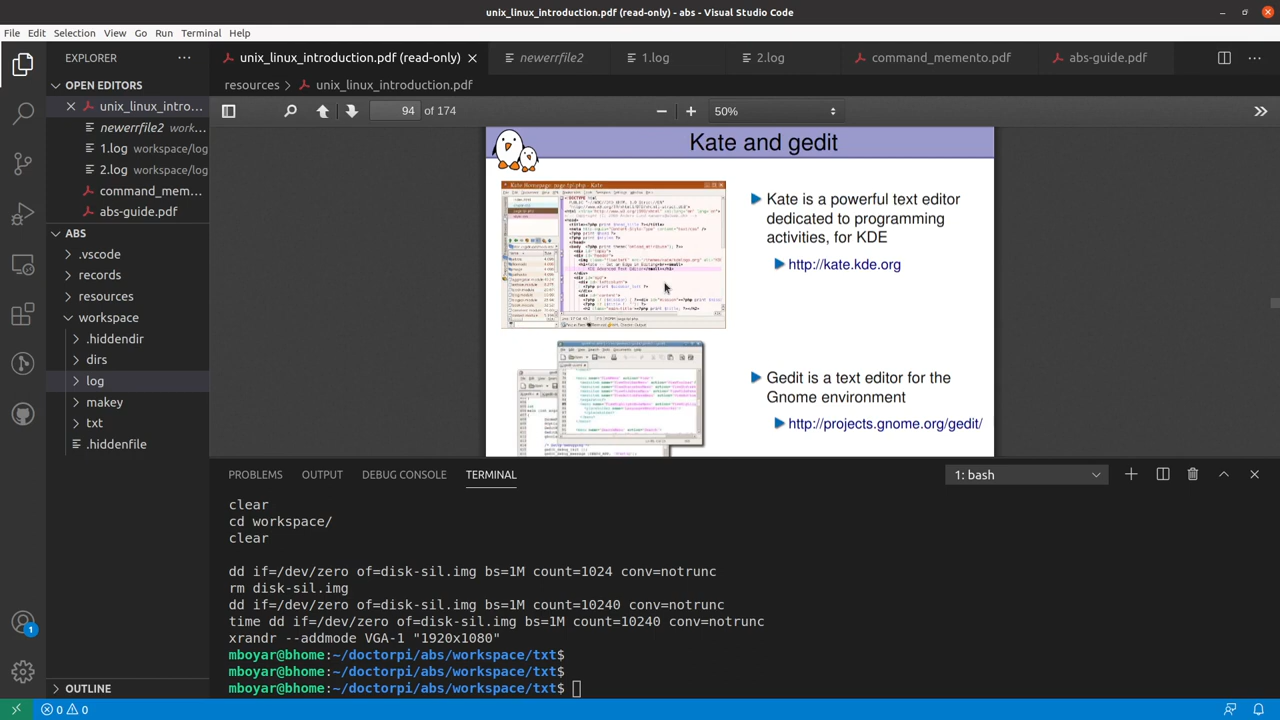 unix_linux_introduction.pdf (read-only) - abs - Visual Studio Code
File Edit Selection View Go Run Terminal Help
EXPLORER
unix_linux_introduction.pdf (read-only)
newerrfile2
1.log
2.log
command_memento.pdf
abs-guide.pdf
OPEN EDITORS
resources > unix_linux_introduction.pdf
unix_linux_intro...
newerrfile2 work...
1.log workspace/log
2.log workspace/log
command_mem...
abs-guide.pdf
ABS
.vscode
records
resources
workspace
.hiddendir
dirs
log
makey
txt
.hiddenfile
OUTLINE
94 of 174
50%
Kate and gedit
Kate is a powerful text editor
dedicated to programming
activities, for KDE
http://kate.kde.org
Gedit is a text editor for the
Gnome environment
http://projects.gnome.org/gedit/
PROBLEMS OUTPUT DEBUG CONSOLE TERMINAL
1: bash
clear
cd workspace/
clear
dd if=/dev/zero of=disk-sil.img bs=1M count=1024 conv=notrunc
rm disk-sil.img
dd if=/dev/zero of=disk-sil.img bs=1M count=10240 conv=notrunc
time dd if=/dev/zero of=disk-sil.img bs=1M count=10240 conv=notrunc
xrandr --addmode VGA-1 "1920x1080"
mboyar@bhome:~/doctorpi/abs/workspace/txt$
mboyar@bhome:~/doctorpi/abs/workspace/txt$
mboyar@bhome:~/doctorpi/abs/workspace/txt$
1
0 0